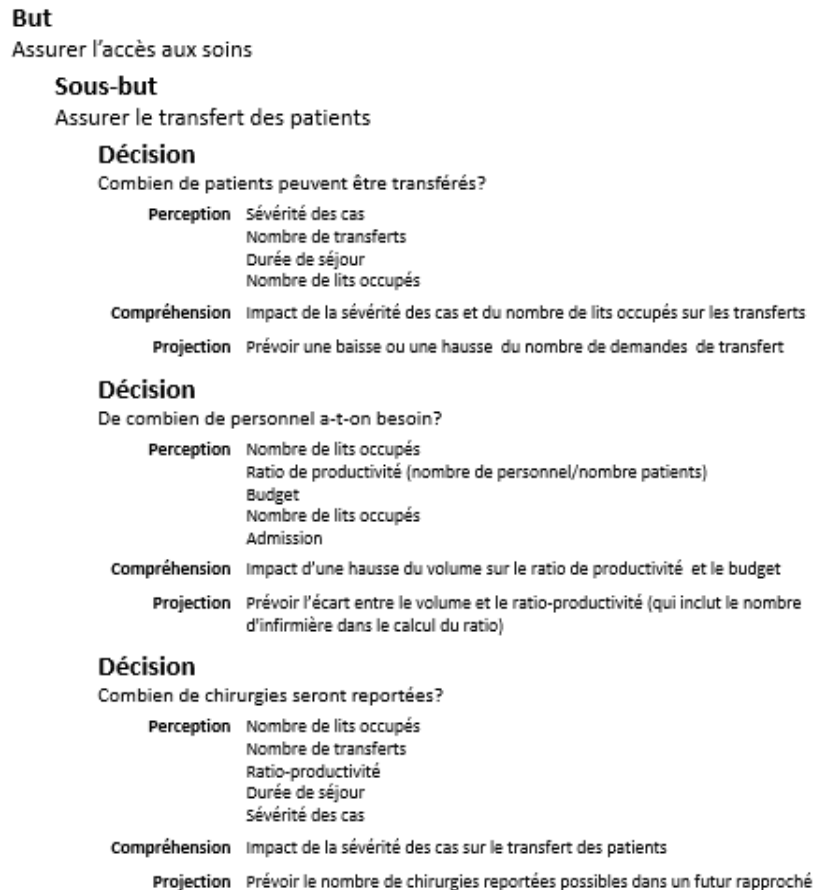 But
Assurer l'accès aux soins
Sous-but
Assurer le transfert des patients
Décision
Combien de patients peuvent être transférés?
Perception Sévérité des cas
Nombre de transferts
Durée de séjour
Nombre de lits occupés
Compréhension Impact de la sévérité des cas et du nombre de lits occupés sur les transferts
Projection Prévoir une baisse ou une hausse du nombre de demandes de transfert
Décision
De combien de personnel a-t-on besoin?
Perception Nombre de lits occupés
Ratio de productivité (nombre de personnel/nombre patients)
Budget
Nombre de lits occupés
Admission
Compréhension Impact d'une hausse du volume sur le ratio de productivité et le budget
Projection Prévoir l'écart entre le volume et le ratio-productivité (qui inclut le nombre
d'infirmière dans le calcul du ratio)
Décision
Combien de chirurgies seront reportées?
Perception Nombre de lits occupés
Nombre de transferts
Ratio-productivité
Durée de séjour
Sévérité des cas
Compréhension Impact de la sévérité des cas sur le transfert des patients
Projection Prévoir le nombre de chirurgies reportées possibles dans un futur rapproché